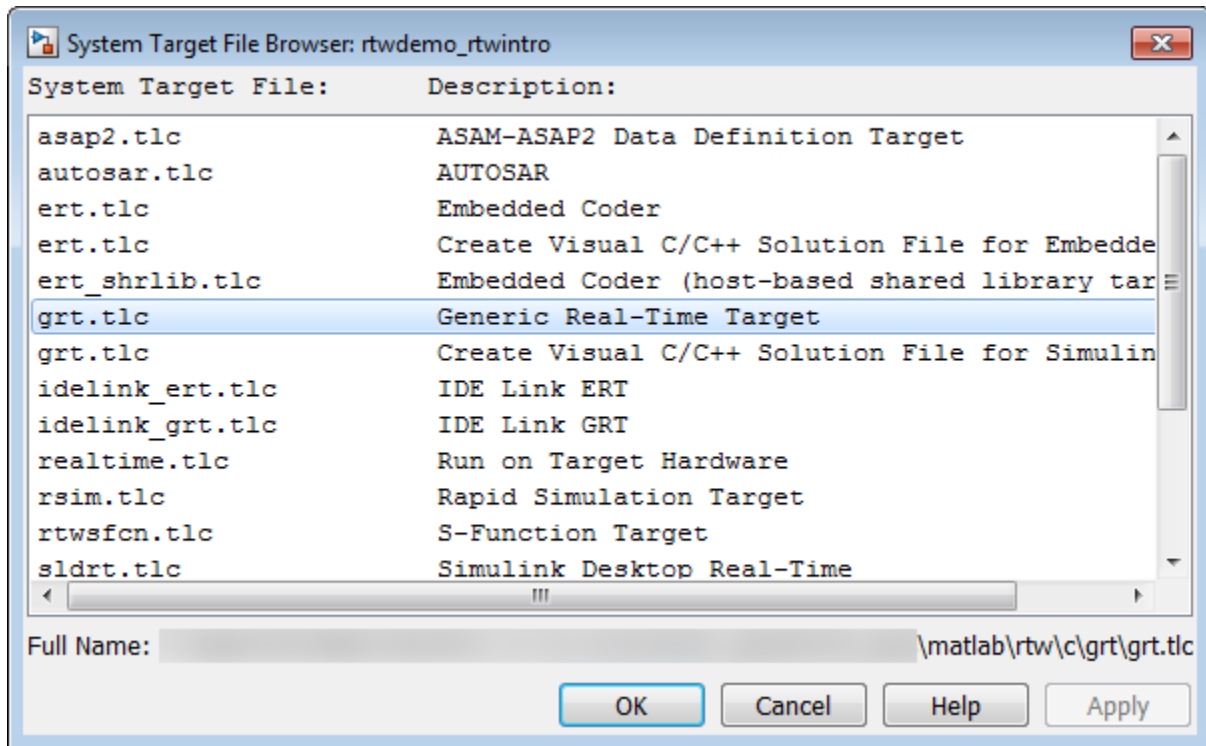 System Target File Browser: rtwdemo_rtwintro
System Target File: Description:
asap2.tlc ASAM-ASAP2 Data Definition Target
autosar.tlc AUTOSAR
ert.tlc Embedded Coder
ert.tlc Create Visual C/C++ Solution File for Embedde
ert_shrlib.tlc Embedded Coder (host-based shared library tar
grt.tlc Generic Real-Time Target
grt.tlc Create Visual C/C++ Solution File for Simulin
idelink_ert.tlc IDE Link ERT
idelink_grt.tlc IDE Link GRT
realtime.tlc Run on Target Hardware
rsim.tlc Rapid Simulation Target
rtwsfcn.tlc S-Function Target
sldrt.tlc Simulink Desktop Real-Time
Full Name: \matlab\rtw\c\grt\grt.tlc
OK Cancel Help Apply